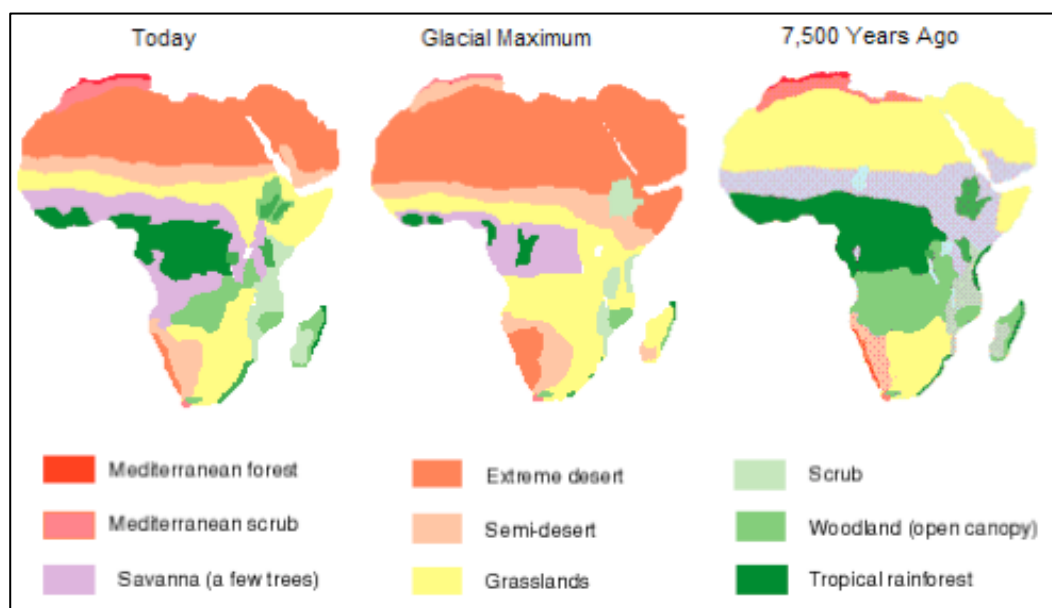 Today
Glacial Maximum
7,500 Years Ago
Mediterranean forest
Extreme desert
Scrub
Mediterranean scrub
Semi-desert
Woodland (open canopy)
Savanna (a few trees)
Grasslands
Tropical rainforest